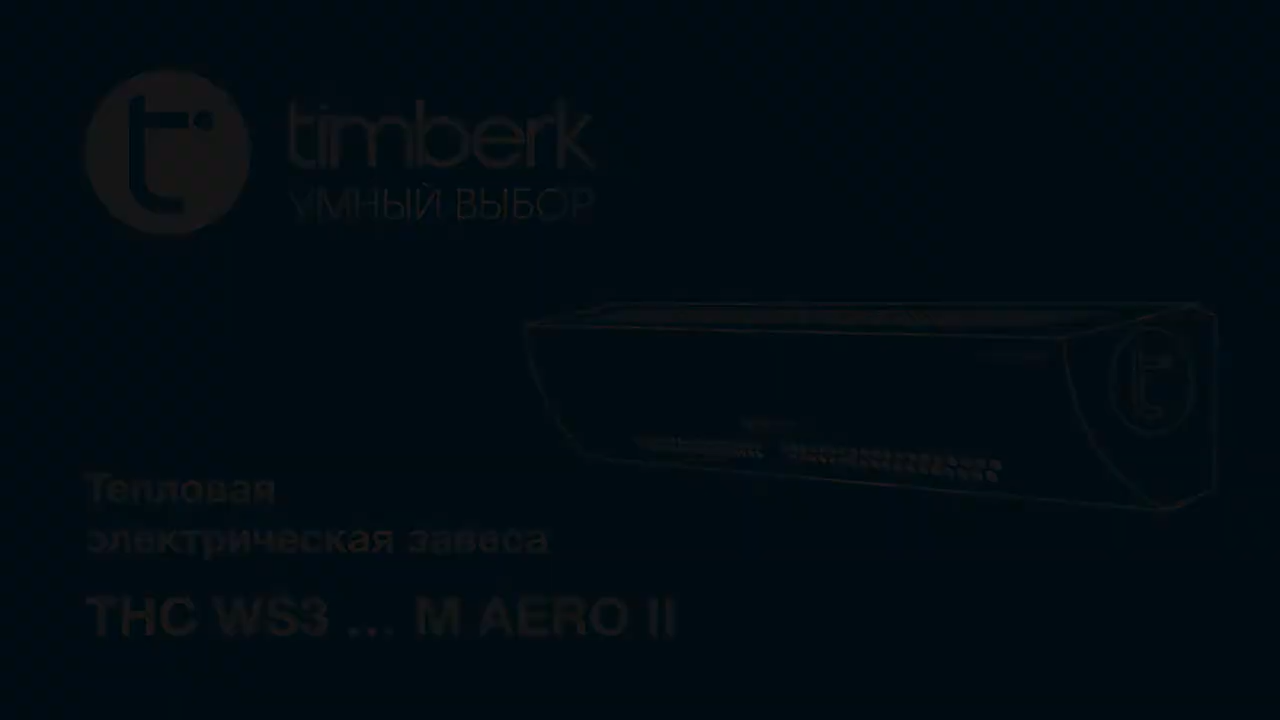 timberk
УМНЫЙ ВЫБОР
Тепловая
электрическая завеса
THC WS3 ... M AERO II